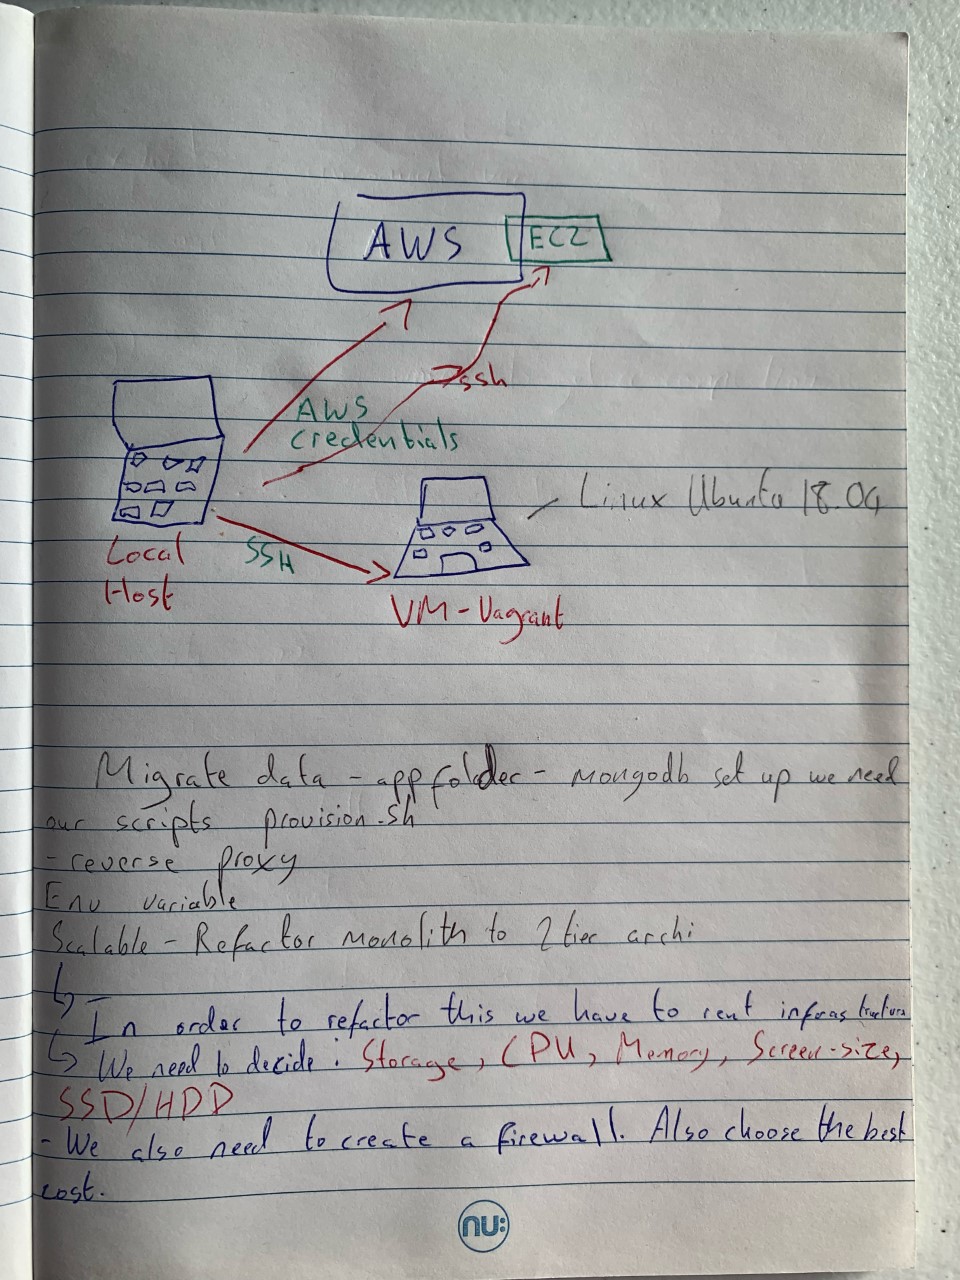 AWS
EC2
ssh
AWS
credentials
Linux Ubuntu 18.04
SSH
Local
Host
VM - Vagrant
Migrate data - app folder - mongodb set up we need
our scripts provision.sh
- reverse proxy
Env variable
Scalable - Refactor monolith to 2 tier archi
In order to refactor this we have to rent infrastructure
We need to decide : Storage, CPU, Memory, Screen-size,
SSD/HDD
- We also need to create a firewall. Also choose the best
cost.
nu: